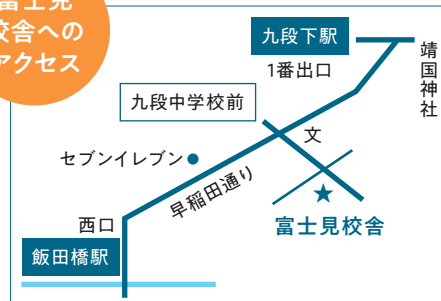 富士見
校舎への
アクセス
九段下駅
1番出口
靖国神社
九段中学校前
文
セブンイレブン
早稲田通り
西口
富士見校舎
飯田橋駅